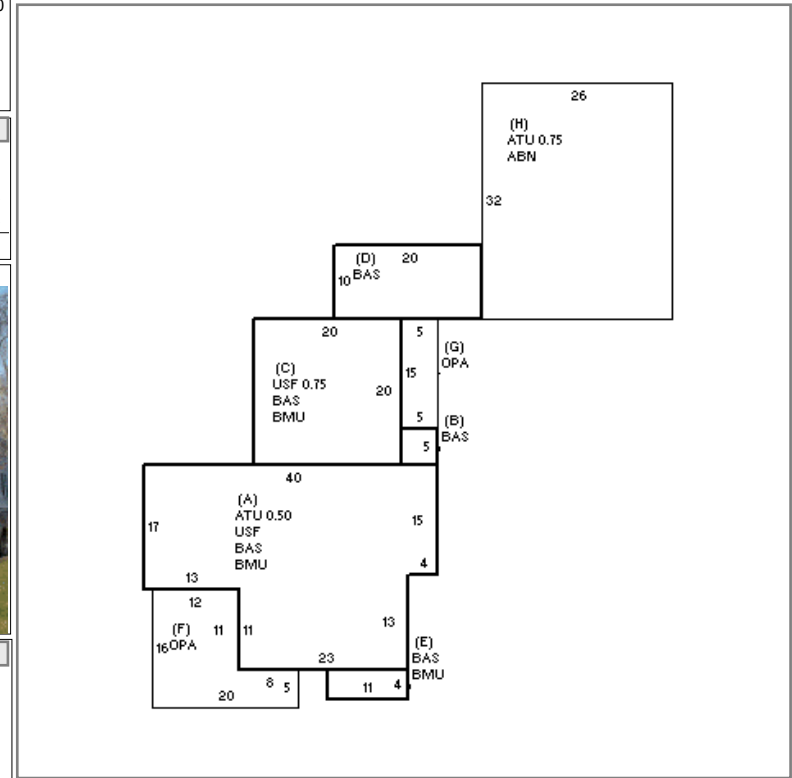 26
(H)
ATU 0.75
ABN
32
(D) 20
10 BAS
20
5
(G)
OPA
15
(C)
USF 0.75
BAS
BMU
20
5
(B)
BAS
5
40
(A)
ATU 0.50
USF
BAS
BMU
17
15
13
4
12
(F)
OPA
11
11
16
13
(E)
BAS
BMU
23
8 5
11 4
20